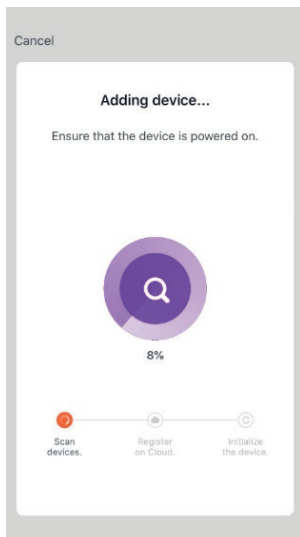 Cancel
Adding device...
Ensure that the device is powered on.
8%
Scan
devices.
Register
on Cloud.
Initialize
the device.